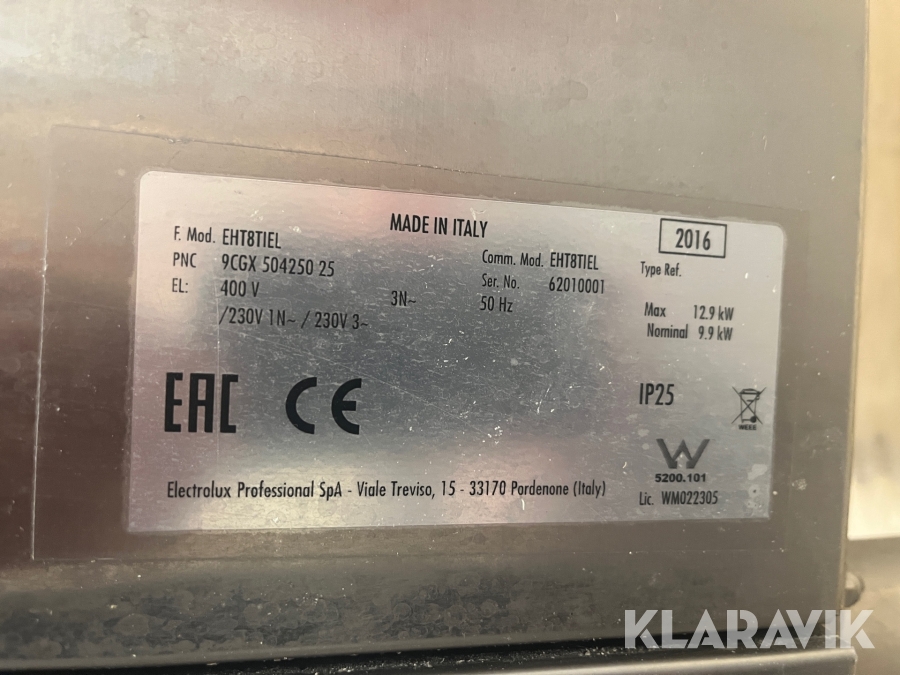 MADE IN ITALY
2016
F. Mod. EHT8TIEL
Comm. Mod. EHT8TIEL
Type Ref.
PNC 9CGX 504250 25
Ser. No. 62010001
EL: 400 V 3N~ 50 Hz
/230V 1N~ / 230V 3~
Max 12.9 kW
Nominal 9.9 kW
EAC CE
IP25
WEEE
5200.101
Electrolux Professional SpA - Viale Treviso, 15 - 33170 Pordenone (Italy)
Lic. WM022305
KLARAVIK